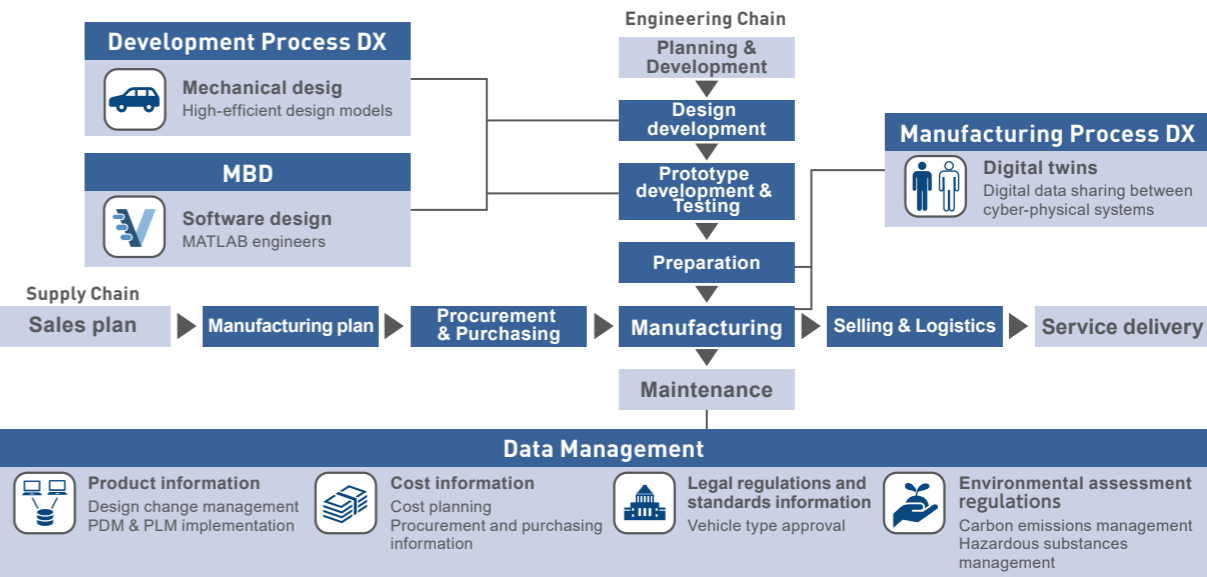 Engineering Chain
Planning &
Development
Development Process DX
Mechanical desig
High-efficient design models
Design
development
MBD
Software design
MATLAB engineers
Prototype
development &
Testing
Manufacturing Process DX
Digital twins
Digital data sharing between
cyber-physical systems
Preparation
Supply Chain
Sales plan
Manufacturing plan
Procurement
& Purchasing
Manufacturing
Selling & Logistics
Service delivery
Maintenance
Data Management
Product information
Design change management
PDM & PLM implementation
Cost information
Cost planning
Procurement and purchasing
information
Legal regulations and
standards information
Vehicle type approval
Environmental assessment
regulations
Carbon emissions management
Hazardous substances
management